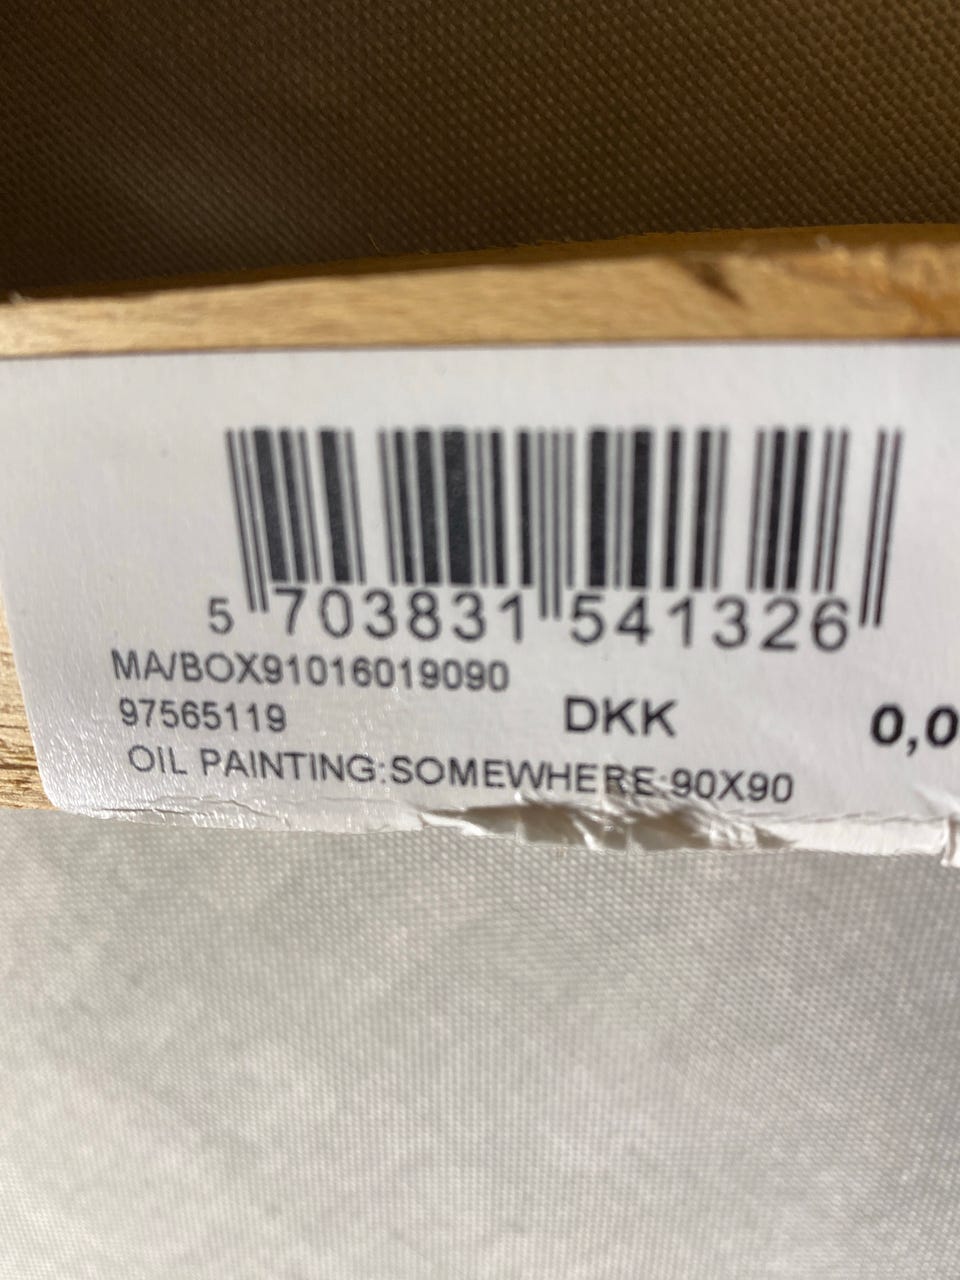 5 703831 541326
MA/BOX91016019090
97565119 DKK 0,0
OIL PAINTING:SOMEWHERE:90X90